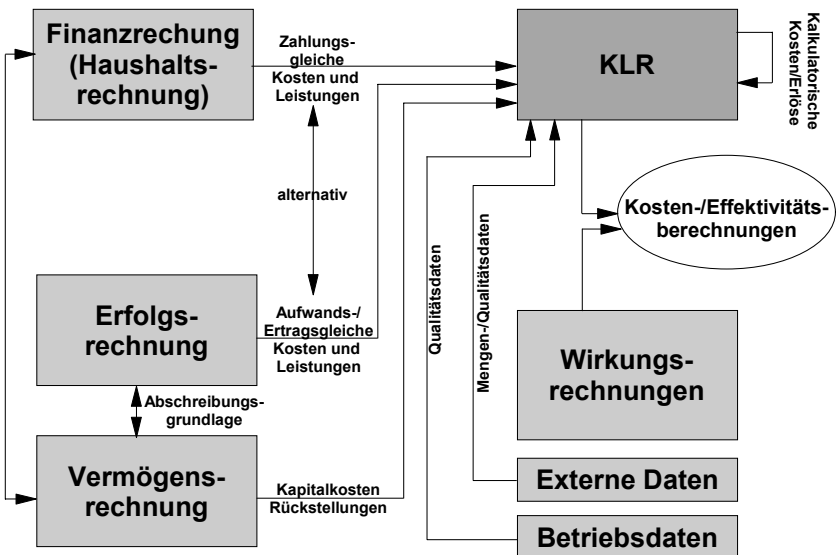 Finanzrechung
(Haushalts-
rechnung)
Zahlungs-
gleiche
Kosten und
Leistungen
KLR
Kalkulatorische
Kosten/Erlöse
alternativ
Kosten-/Effektivitäts-
berechnungen
Erfolgs-
rechnung
Aufwands-/
Ertragsgleiche
Kosten und
Leistungen
Qualitätsdaten
Mengen-/Qualitätsdaten
Wirkungs-
rechnungen
Abschreibungs-
grundlage
Vermögens-
rechnung
Kapitalkosten
Rückstellungen
Externe Daten
Betriebsdaten